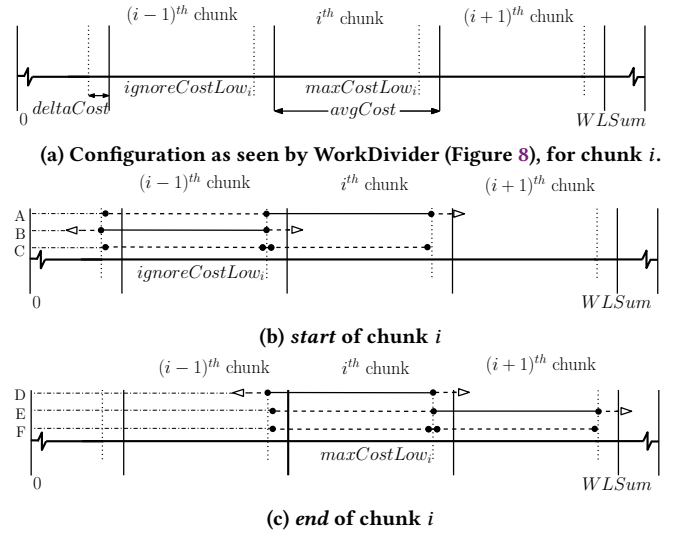 (i − 1)th chunk
ith chunk
(i + 1)th chunk
ignoreCostLowi
maxCostLowi
deltaCost
avgCost
0
WLSum
(a) Configuration as seen by WorkDivider (Figure 8), for chunk i.
(i − 1)th chunk
ith chunk
(i + 1)th chunk
A
B
C
ignoreCostLowi
0
WLSum
(b) start of chunk i
(i − 1)th chunk
ith chunk
(i + 1)th chunk
D
E
F
maxCostLowi
0
WLSum
(c) end of chunk i